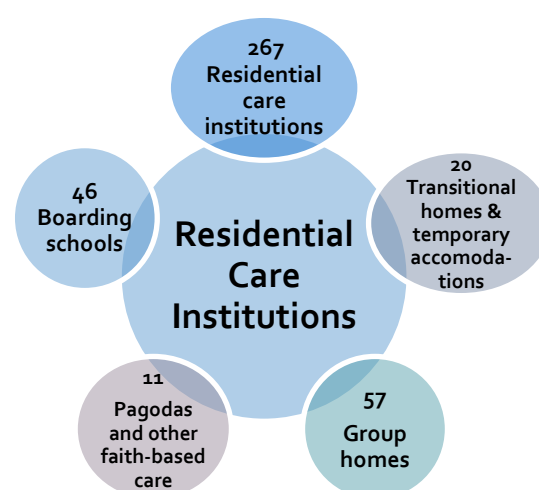 267
Residential
care
institutions
20
Transitional
homes &
temporary
accomoda-
tions
46
Boarding
schools
Residential
Care
Institutions
57
Group
homes
11
Pagodas
and other
faith-based
care